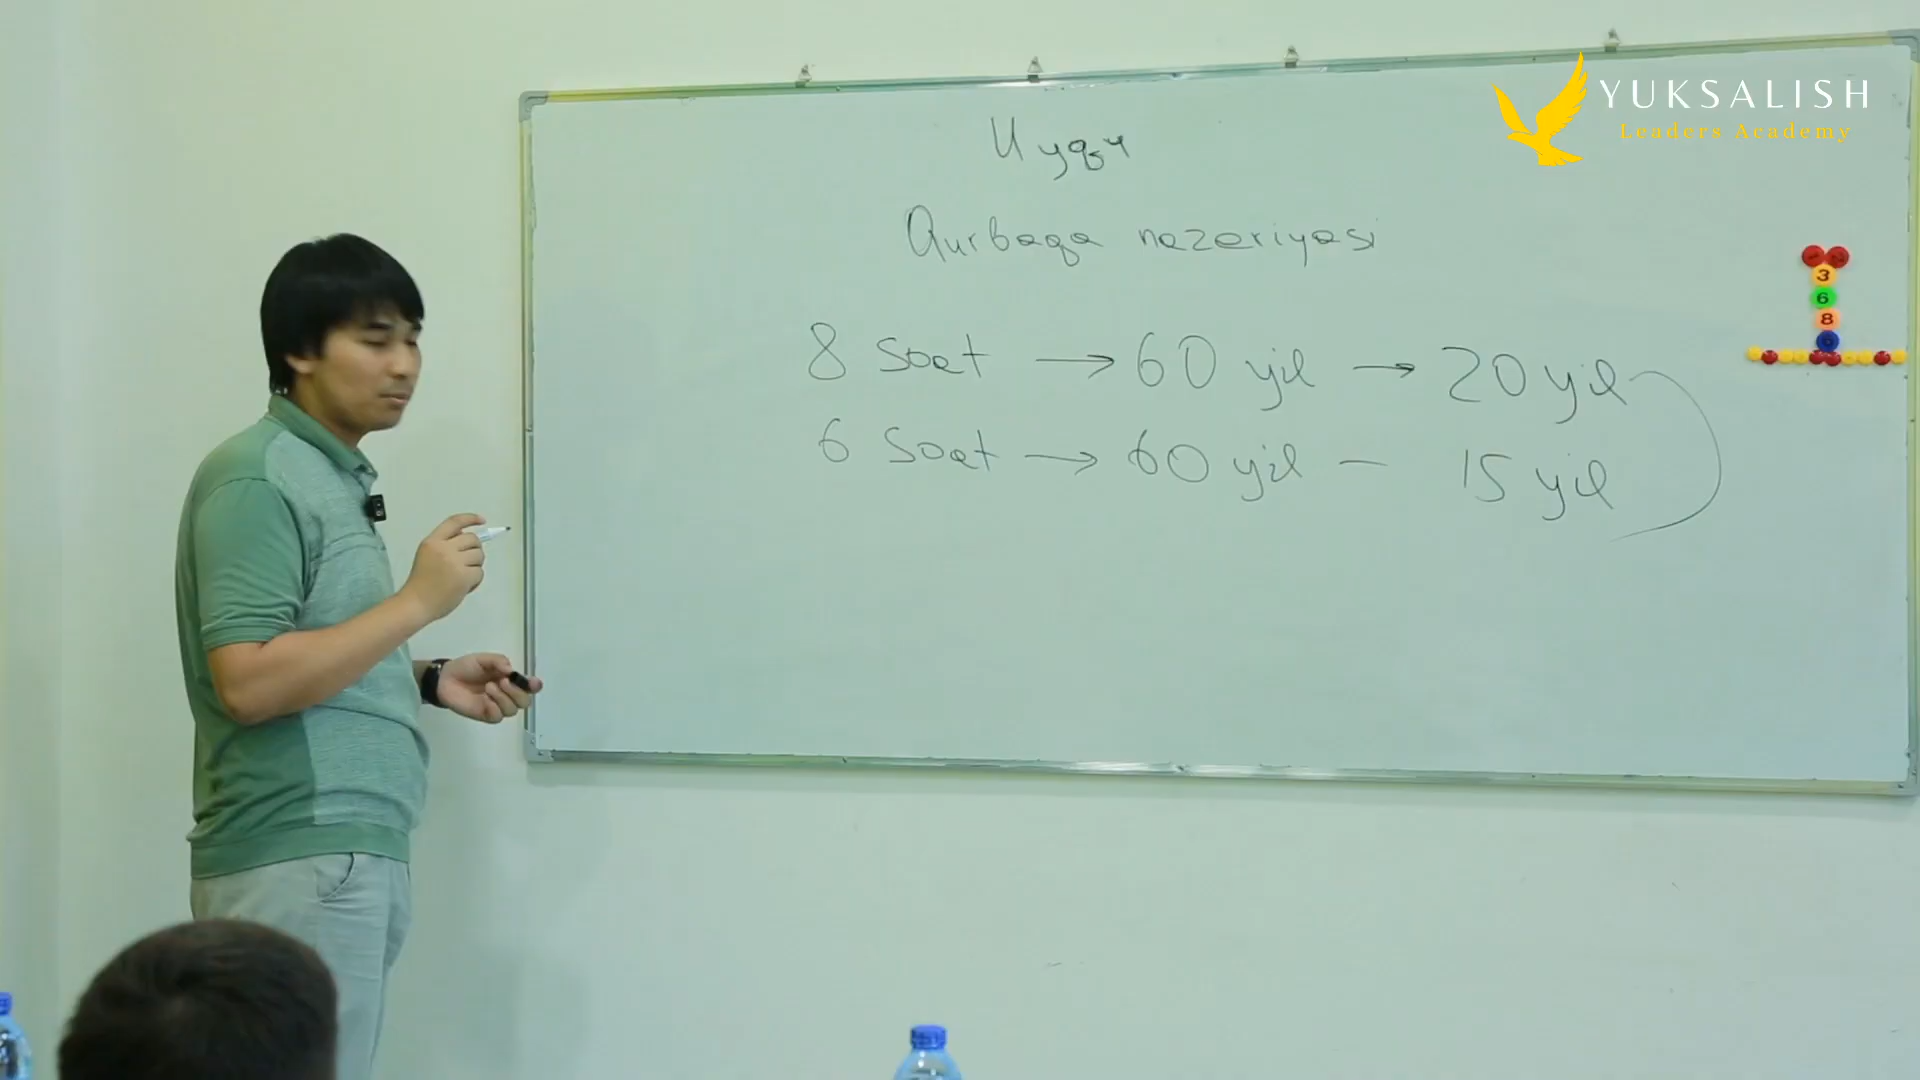 YUKSALISH
Leaders Academy
Uyqu
Qurbaqa nazariyasi
8 soat → 60 yil → 20 yil
6 soat → 60 yil — 15 yil
3
6
8